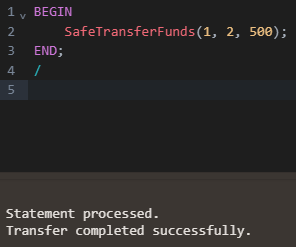 1 BEGIN
2     SafeTransferFunds(1, 2, 500);
3 END;
4 /
5
Statement processed.
Transfer completed successfully.